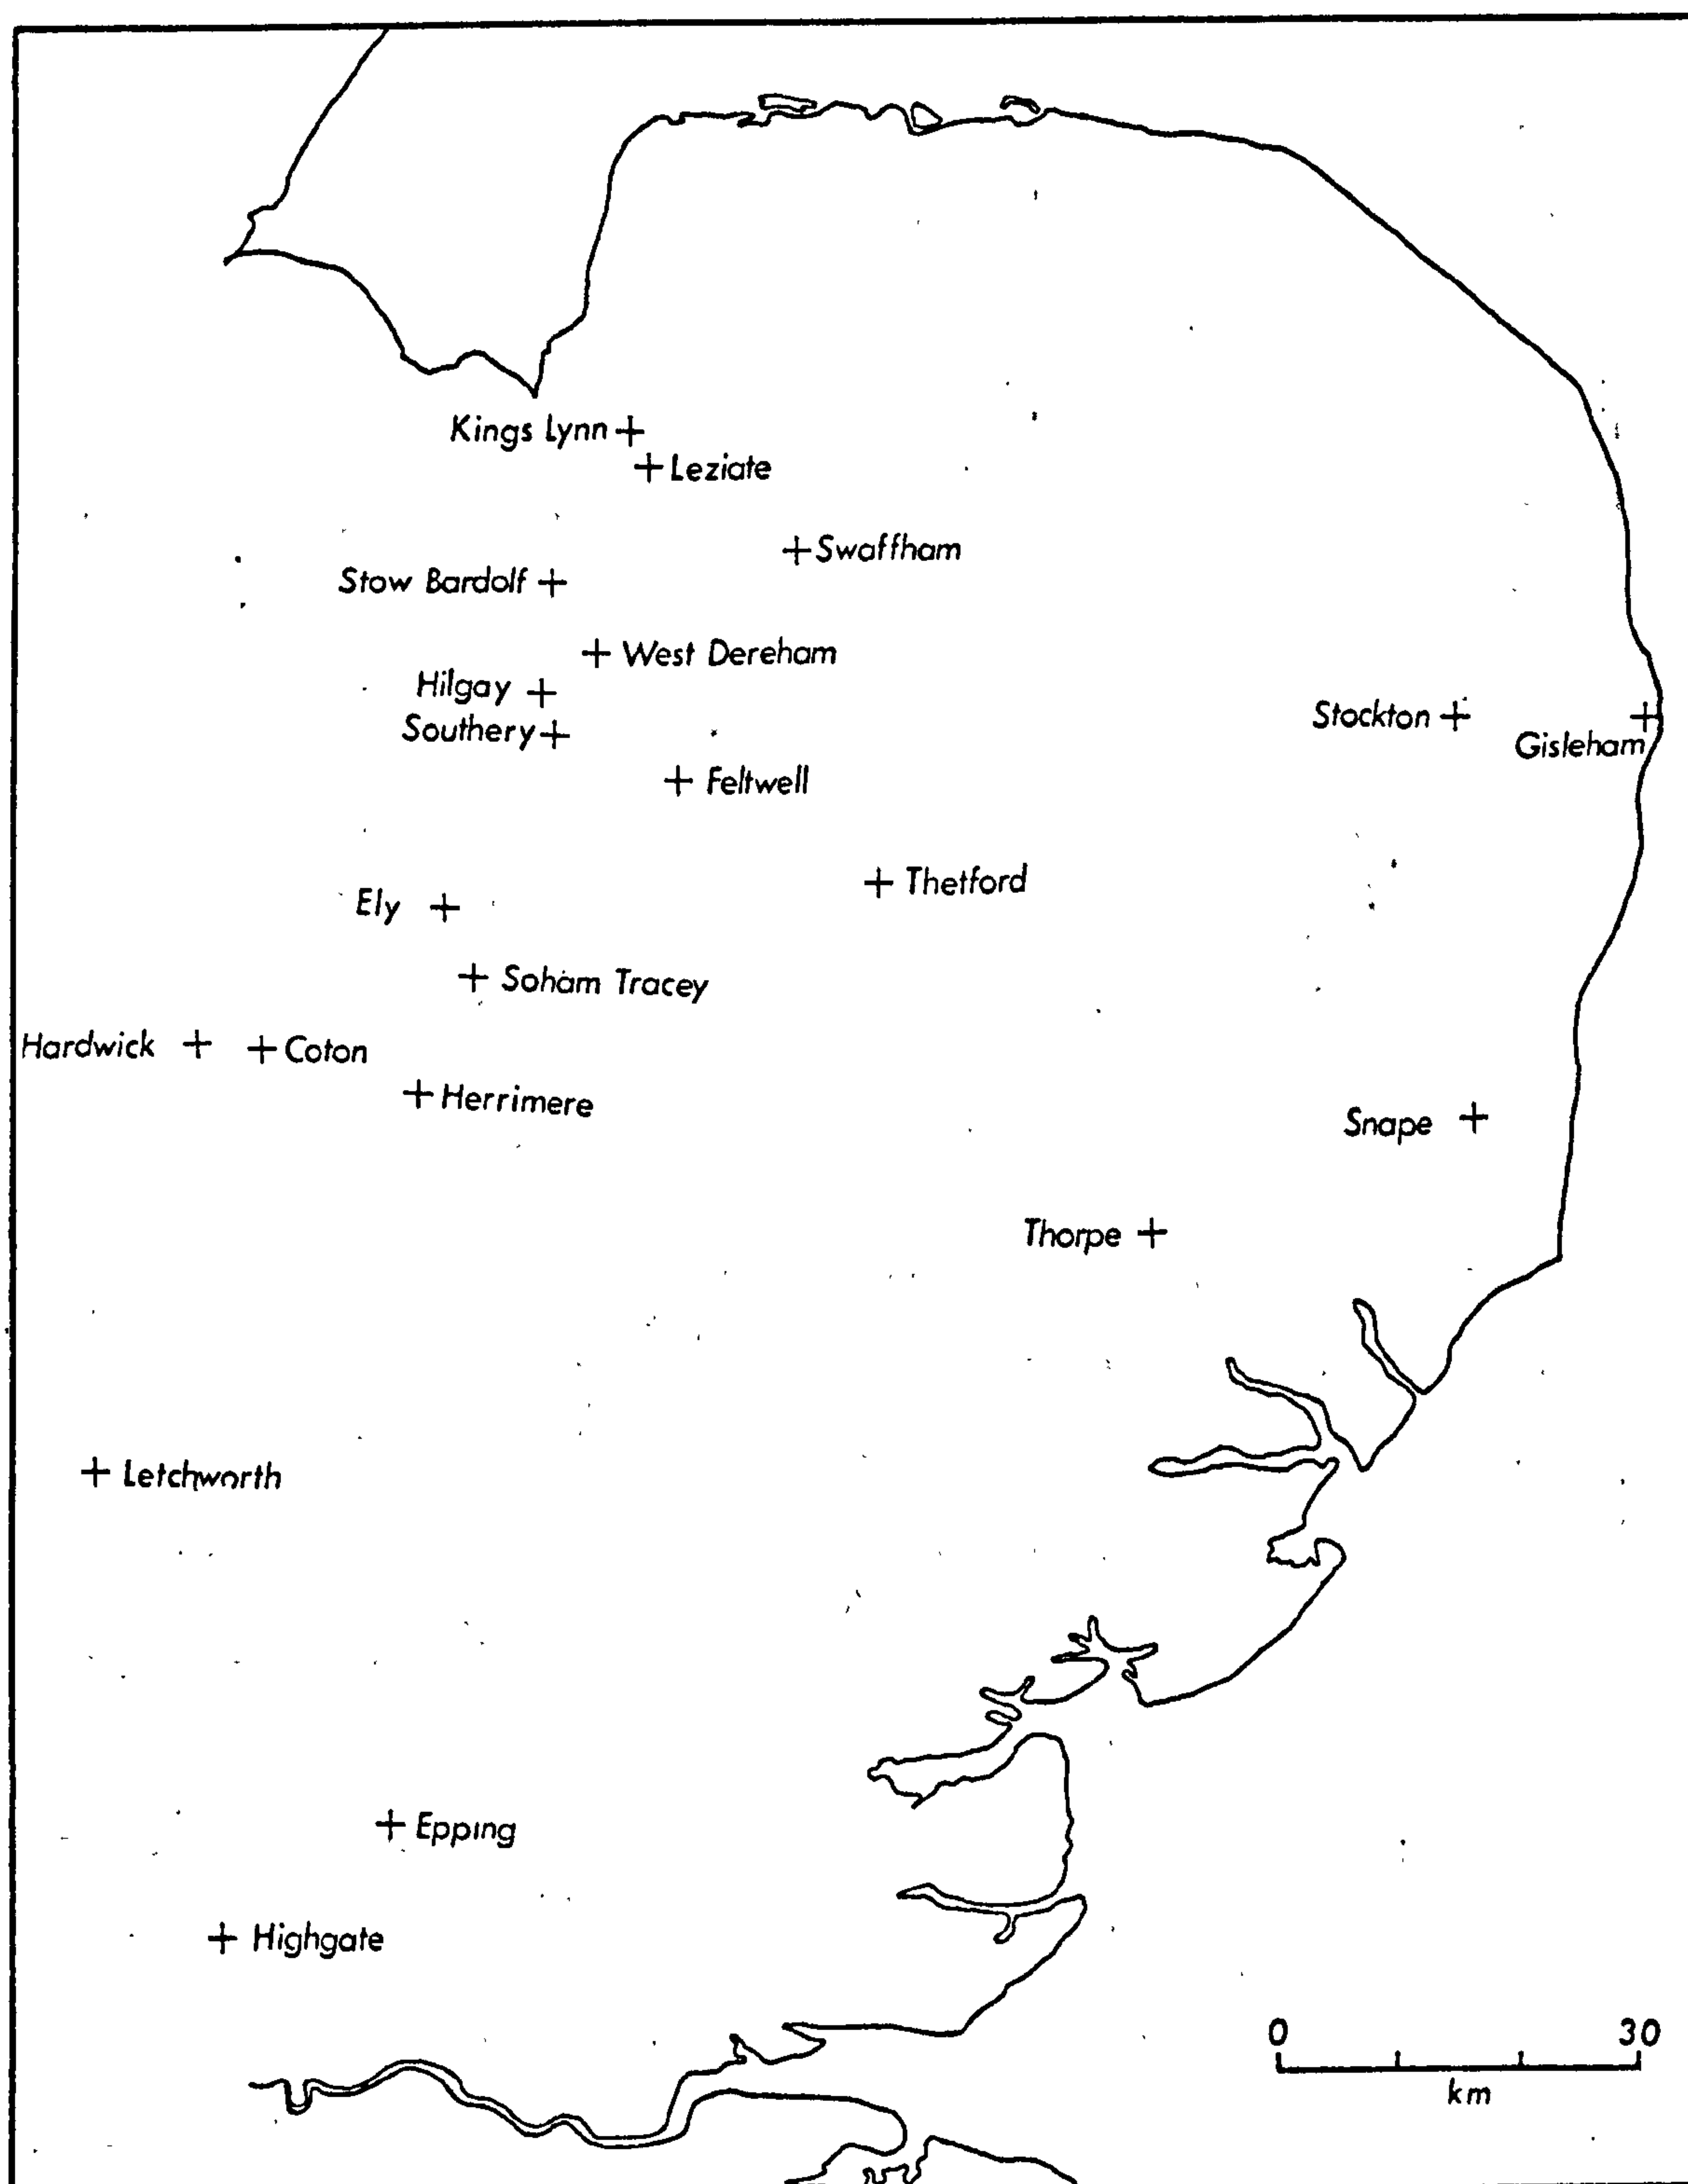 Kings Lynn
Leziate
Swaffham
Stow Bardolf
West Dereham
Hilgay
Southery
Stockton
Gisleham
Feltwell
Thetford
Ely
Soham Tracey
Hardwick
Coton
Herrimere
Snape
Thorpe
Letchworth
Epping
Highgate
0 30
km